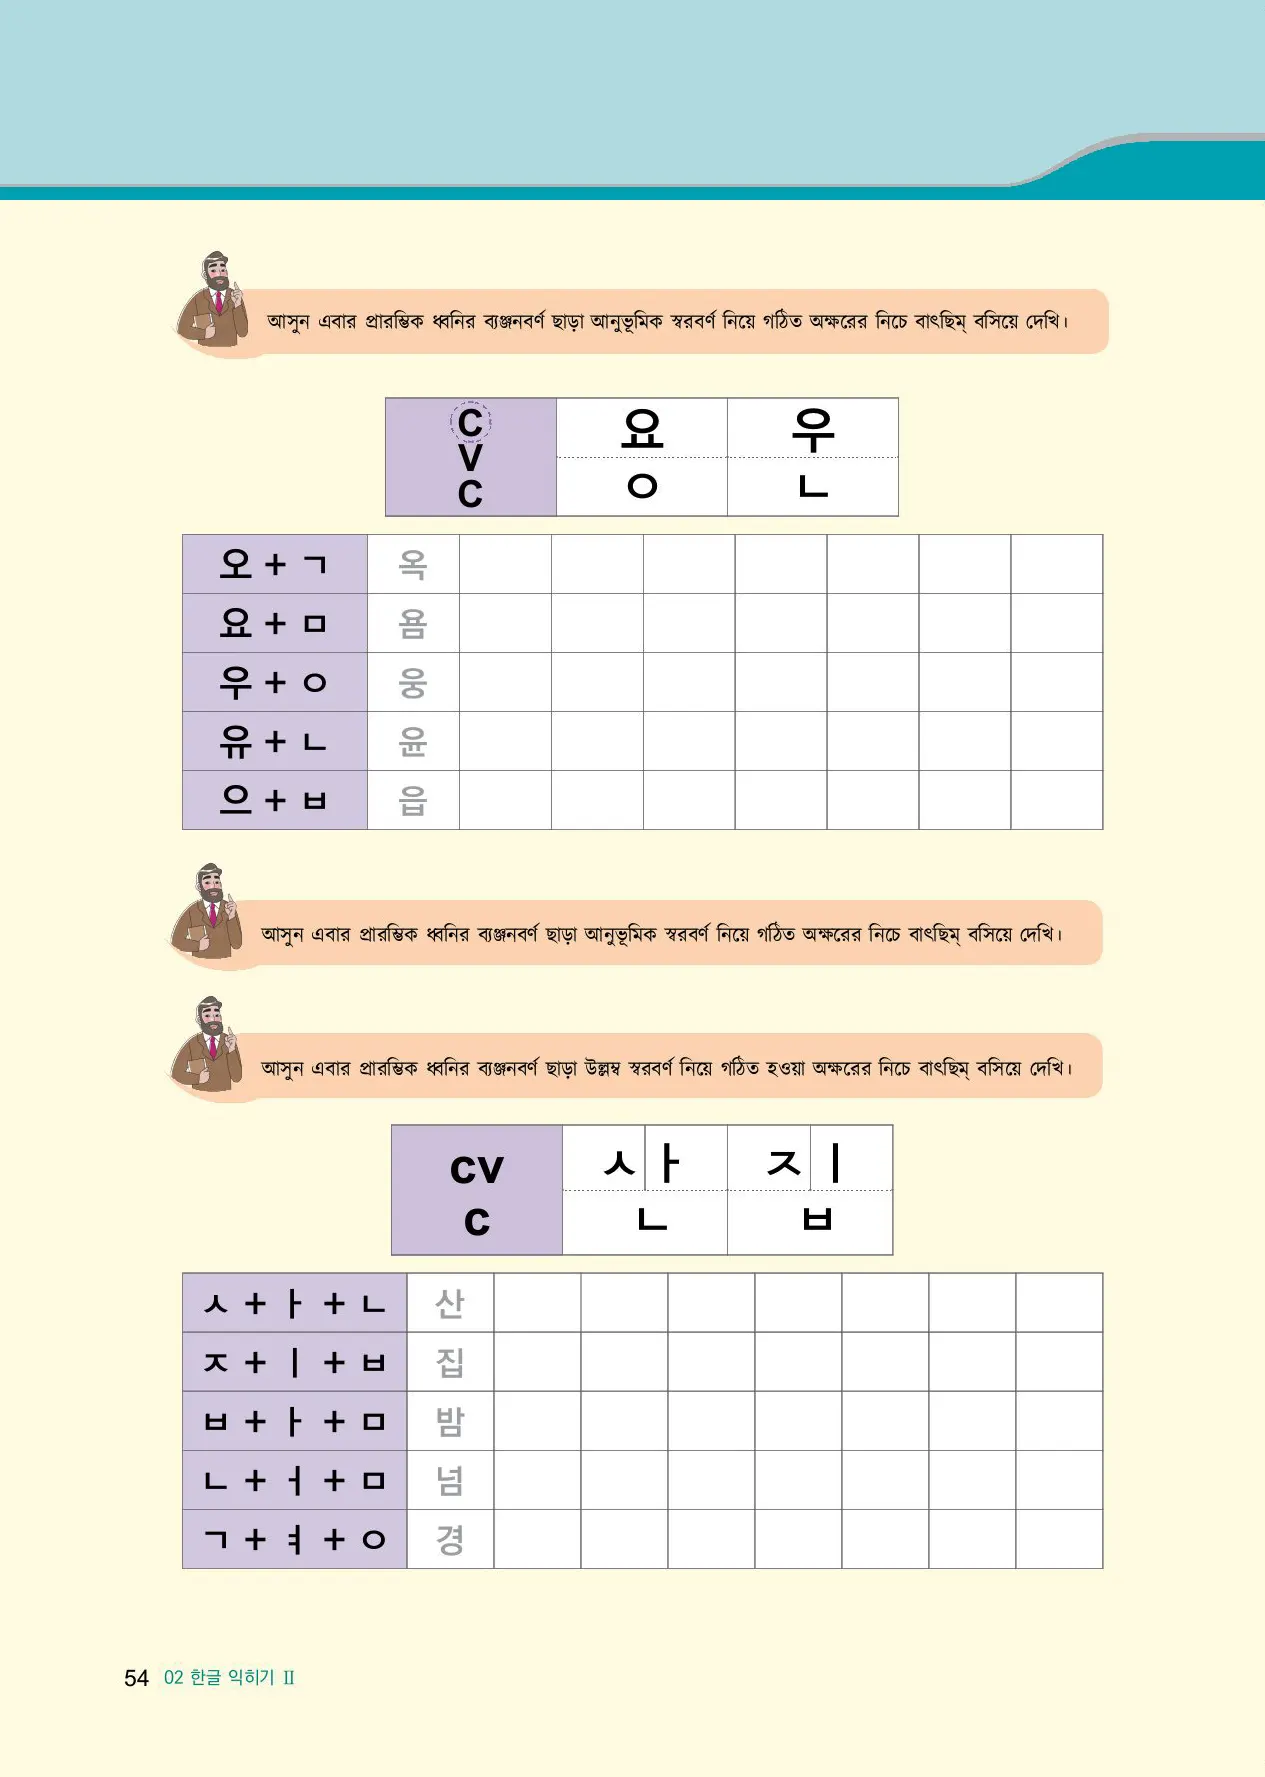 আসুন এবার প্রারম্ভিক ধ্বনির ব্যঞ্জনবর্ণ ছাড়া আনুভূমিক স্বরবর্ণ নিয়ে গঠিত অক্ষরের নিচে বাৎছিম্ বসিয়ে দেখি।
C 요 우
V
C ㅇ ㄴ
오 + ㄱ 옥
요 + ㅁ 욤
우 + ㅇ 웅
유 + ㄴ 윤
으 + ㅂ 읍
আসুন এবার প্রারম্ভিক ধ্বনির ব্যঞ্জনবর্ণ ছাড়া আনুভূমিক স্বরবর্ণ নিয়ে গঠিত অক্ষরের নিচে বাৎছিম্ বসিয়ে দেখি।
আসুন এবার প্রারম্ভিক ধ্বনির ব্যঞ্জনবর্ণ ছাড়া উল্লম্ব স্বরবর্ণ নিয়ে গঠিত হওয়া অক্ষরের নিচে বাৎছিম্ বসিয়ে দেখি।
cv ㅅ ㅏ ㅈ ㅣ
c ㄴ ㅂ
ㅅ + ㅏ + ㄴ 산
ㅈ + ㅣ + ㅂ 집
ㅂ + ㅏ + ㅁ 밤
ㄴ + ㅓ + ㅁ 넘
ㄱ + ㅕ + ㅇ 경
54 02 한글 익히기 Ⅱ